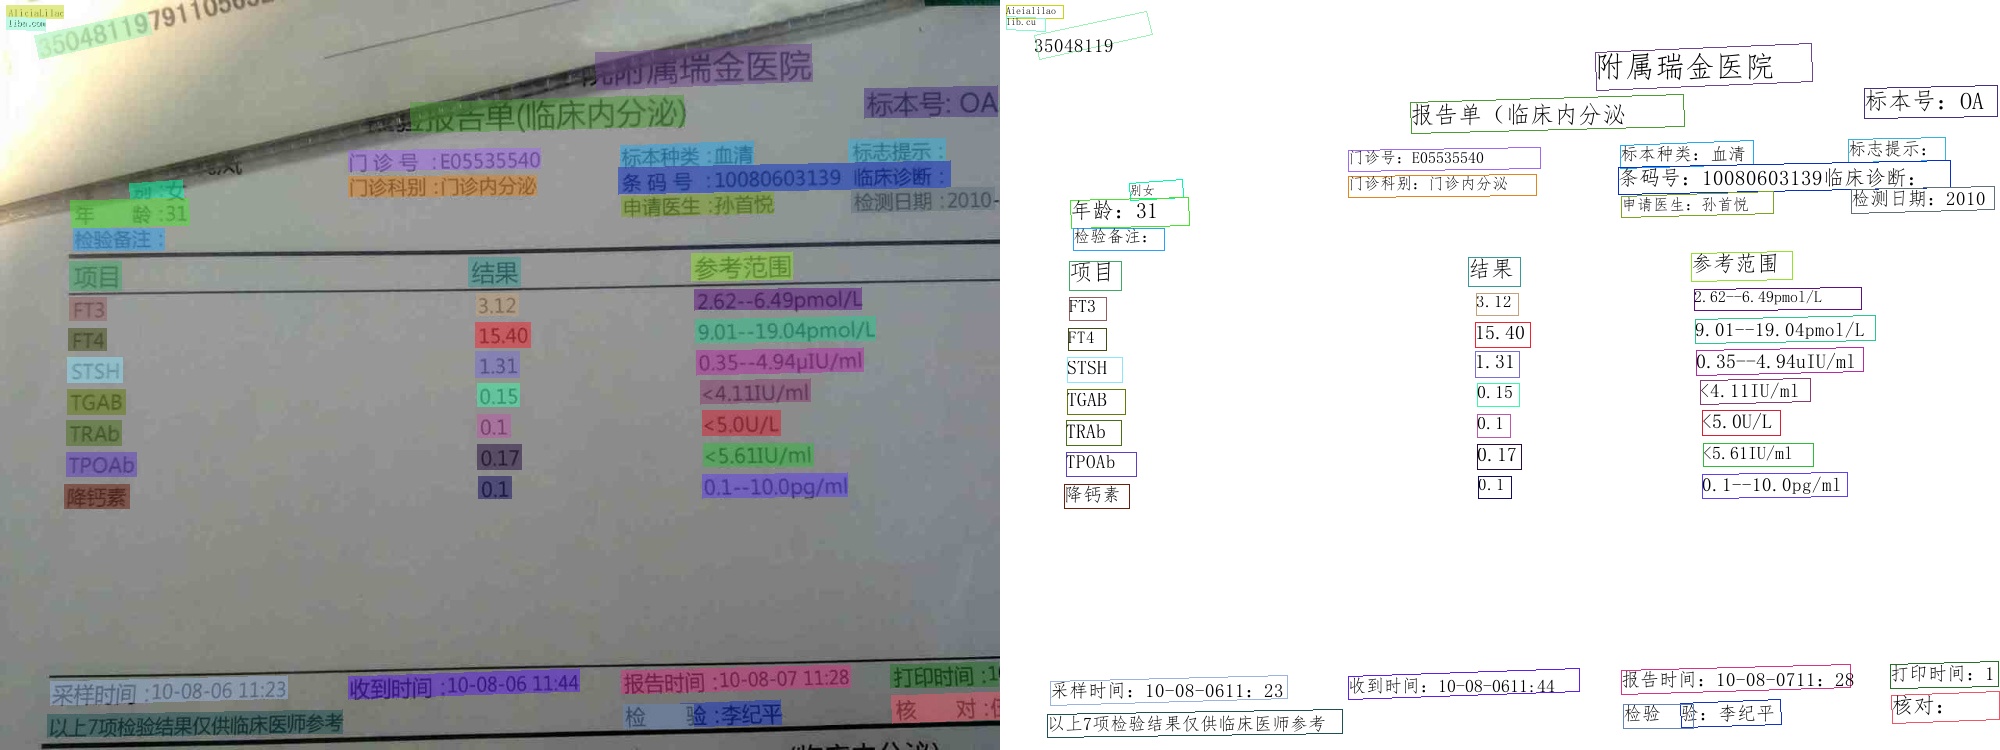 AliciaLilac
liba.com
350481197911056320
院附属瑞金医院
报告单(临床内分泌)
标本号: OA
门诊号 :E05535540
标本种类 :血清
标志提示 :
别 :女
门诊科别 :门诊内分泌
条码号 :10080603139 临床诊断 :
年 龄 :31
申请医生 :孙首悦
检测日期 :2010-
检验备注 :
项目 结果 参考范围
FT3 3.12 2.62--6.49pmol/L
FT4 15.40 9.01--19.04pmol/L
STSH 1.31 0.35--4.94μIU/ml
TGAB 0.15 <4.11IU/ml
TRAb 0.1 <5.0U/L
TPOAb 0.17 <5.61IU/ml
降钙素 0.1 0.1--10.0pg/ml
采样时间 :10-08-06 11:23 收到时间 :10-08-06 11:44 报告时间 :10-08-07 11:28 打印时间 :1
以上7项检验结果仅供临床医师参考 检 验 :李纪平 核 对 :
(临床内分泌)
Aieialilao
lib.cu
35048119
附属瑞金医院
报告单（临床内分泌
标本号: OA
门诊号: E05535540
标本种类: 血清
标志提示:
别女
门诊科别: 门诊内分泌
条码号: 10080603139临床诊断:
年龄: 31
申请医生: 孙首悦
检测日期: 2010
检验备注:
项目 结果 参考范围
FT3 3.12 2.62--6.49pmol/L
FT4 15.40 9.01--19.04pmol/L
STSH 1.31 0.35--4.94uIU/ml
TGAB 0.15 <4.11IU/ml
TRAb 0.1 <5.0U/L
TPOAb 0.17 <5.61IU/ml
降钙素 0.1 0.1--10.0pg/ml
采样时间: 10-08-0611: 23 收到时间: 10-08-0611:44 报告时间: 10-08-0711: 28 打印时间: 1
以上7项检验结果仅供临床医师参考 检验 验: 李纪平 核对: